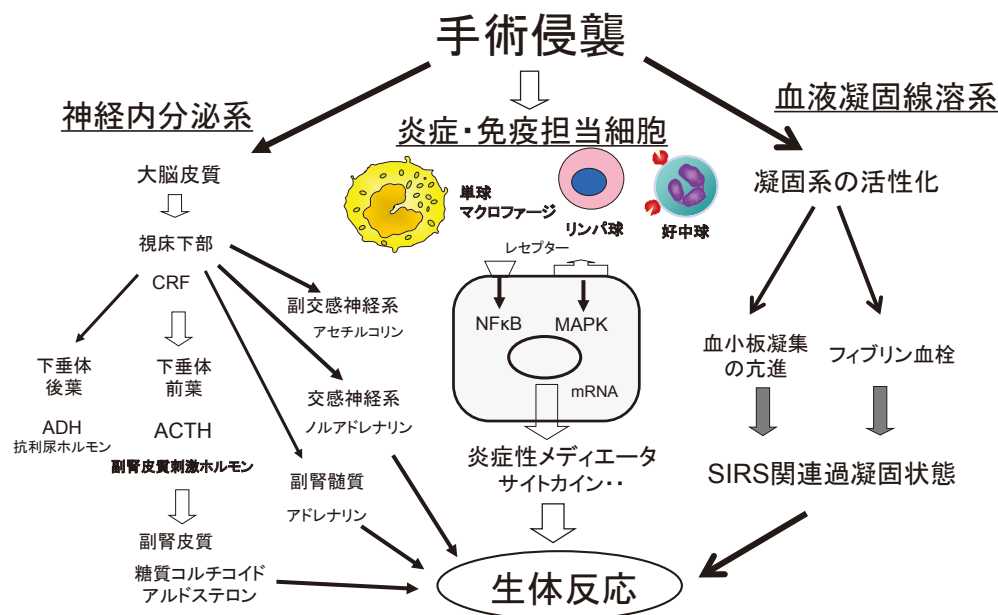 手術侵襲
神経内分泌系
大脳皮質
視床下部
CRF
下垂体
後葉
ADH
抗利尿ホルモン
下垂体
前葉
ACTH
副腎皮質刺激ホルモン
副腎皮質
糖質コルチコイド
アルドステロン
副交感神経系
アセチルコリン
交感神経系
ノルアドレナリン
副腎髄質
アドレナリン
炎症・免疫担当細胞
単球
マクロファージ
リンパ球
好中球
レセプター
NFκB
MAPK
mRNA
炎症性メディエータ
サイトカイン・・
血液凝固線溶系
凝固系の活性化
血小板凝集
の亢進
フィブリン血栓
SIRS関連過凝固状態
生体反応